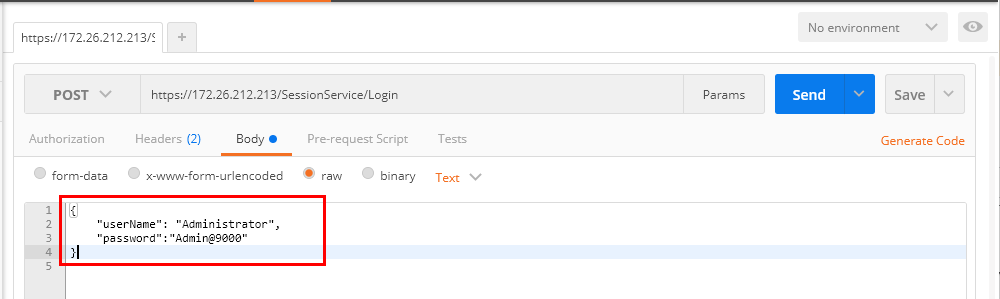 https://172.26.212.213/S
+
No environment
POST
https://172.26.212.213/SessionService/Login
Params
Send
Save
Authorization
Headers (2)
Body
Pre-request Script
Tests
Generate Code
form-data
x-www-form-urlencoded
raw
binary
Text
1 {
2 "userName": "Administrator",
3 "password":"Admin@9000"
4 }
5